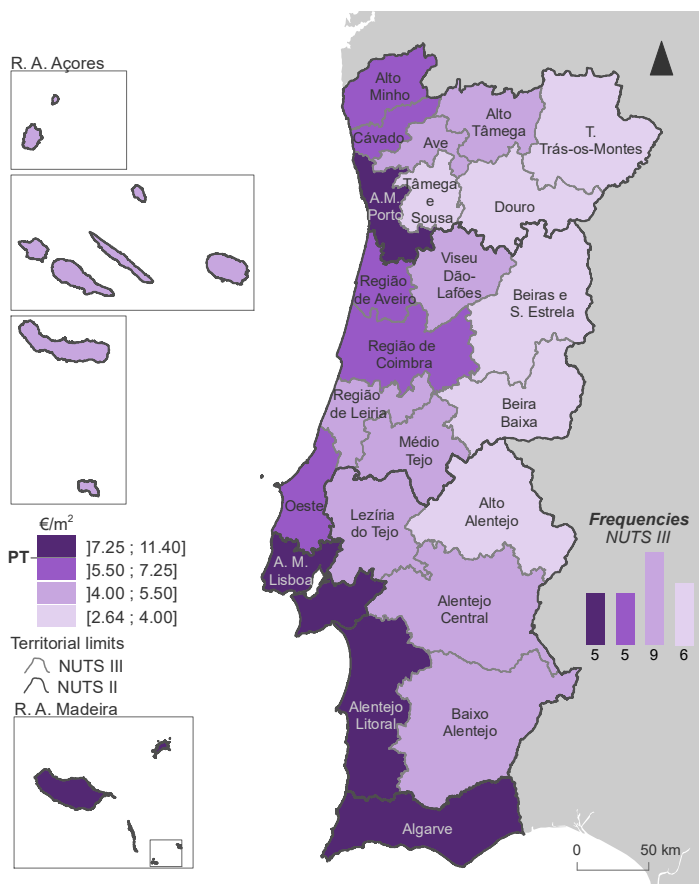 R. A. Açores
Alto
Minho
Cávado
Ave
Alto
Tâmega
T.
Trás-os-Montes
A.M.
Porto
Tâmega
e
Sousa
Douro
Região
de Aveiro
Viseu
Dão-
Lafões
Beiras e
S. Estrela
Região de
Coimbra
Região
de Leiria
Beira
Baixa
Médio
Tejo
Oeste
Lezíria
do Tejo
Alto
Alentejo
A. M.
Lisboa
Alentejo
Central
Alentejo
Litoral
Baixo
Alentejo
Algarve
€/m²
PT
]7.25 ; 11.40]
]5.50 ; 7.25]
]4.00 ; 5.50]
[2.64 ; 4.00]
Territorial limits
NUTS III
NUTS II
R. A. Madeira
Frequencies
NUTS III
5 5 9 6
0 50 km